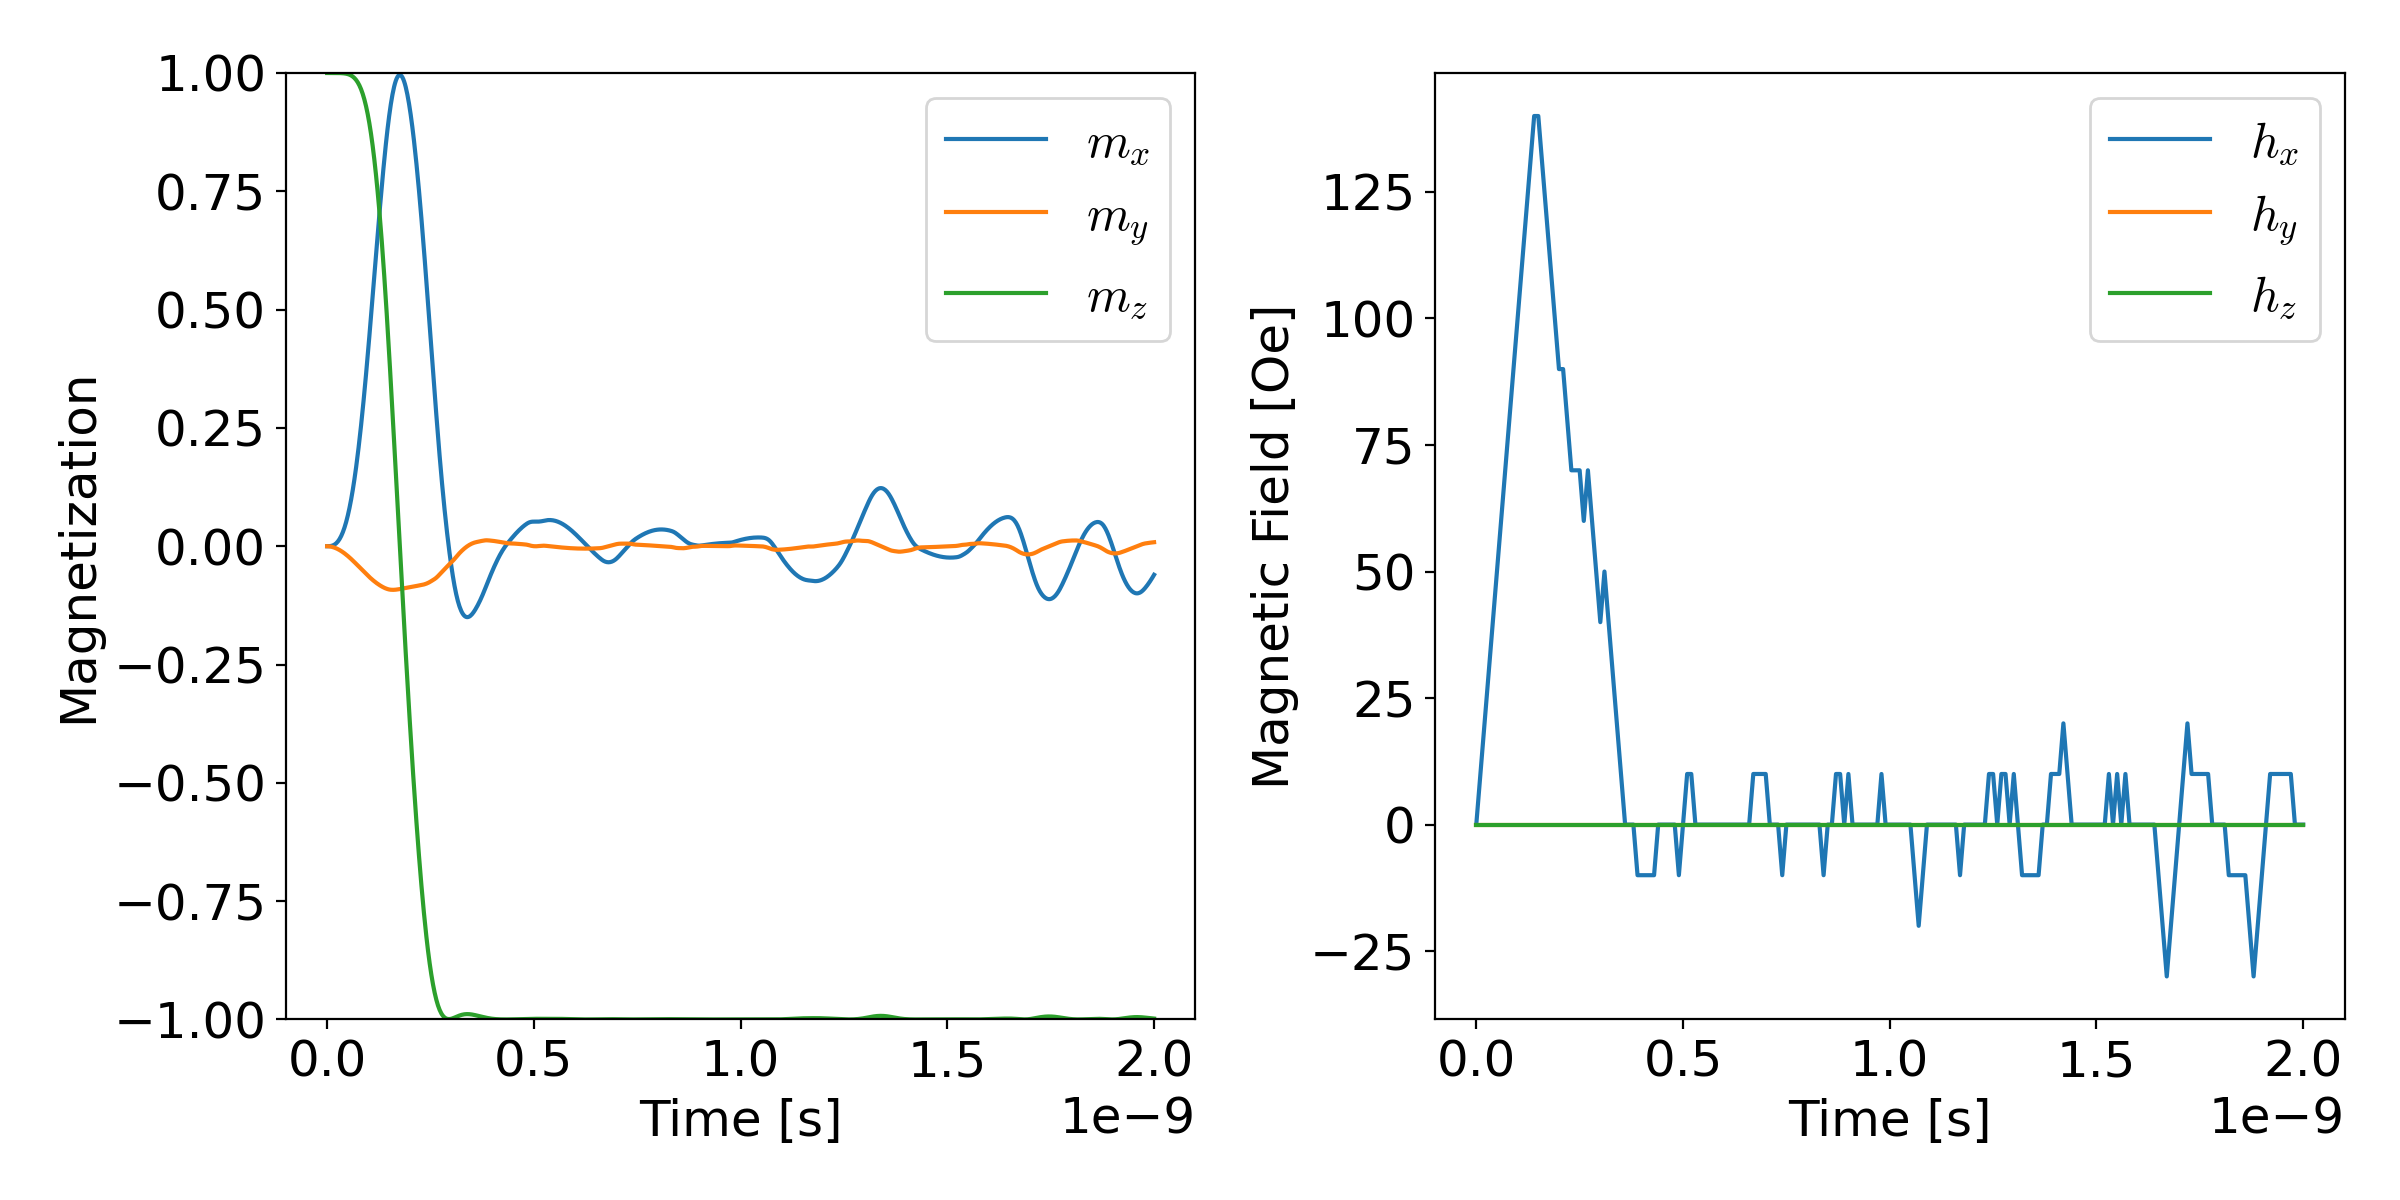 Magnetization
1.00
0.75
0.50
0.25
0.00
−0.25
−0.50
−0.75
−1.00
0.0 0.5 1.0 1.5 2.0
Time [s]
1e−9
m_x
m_y
m_z
Magnetic Field [Oe]
125
100
75
50
25
0
−25
0.0 0.5 1.0 1.5 2.0
Time [s]
1e−9
h_x
h_y
h_z